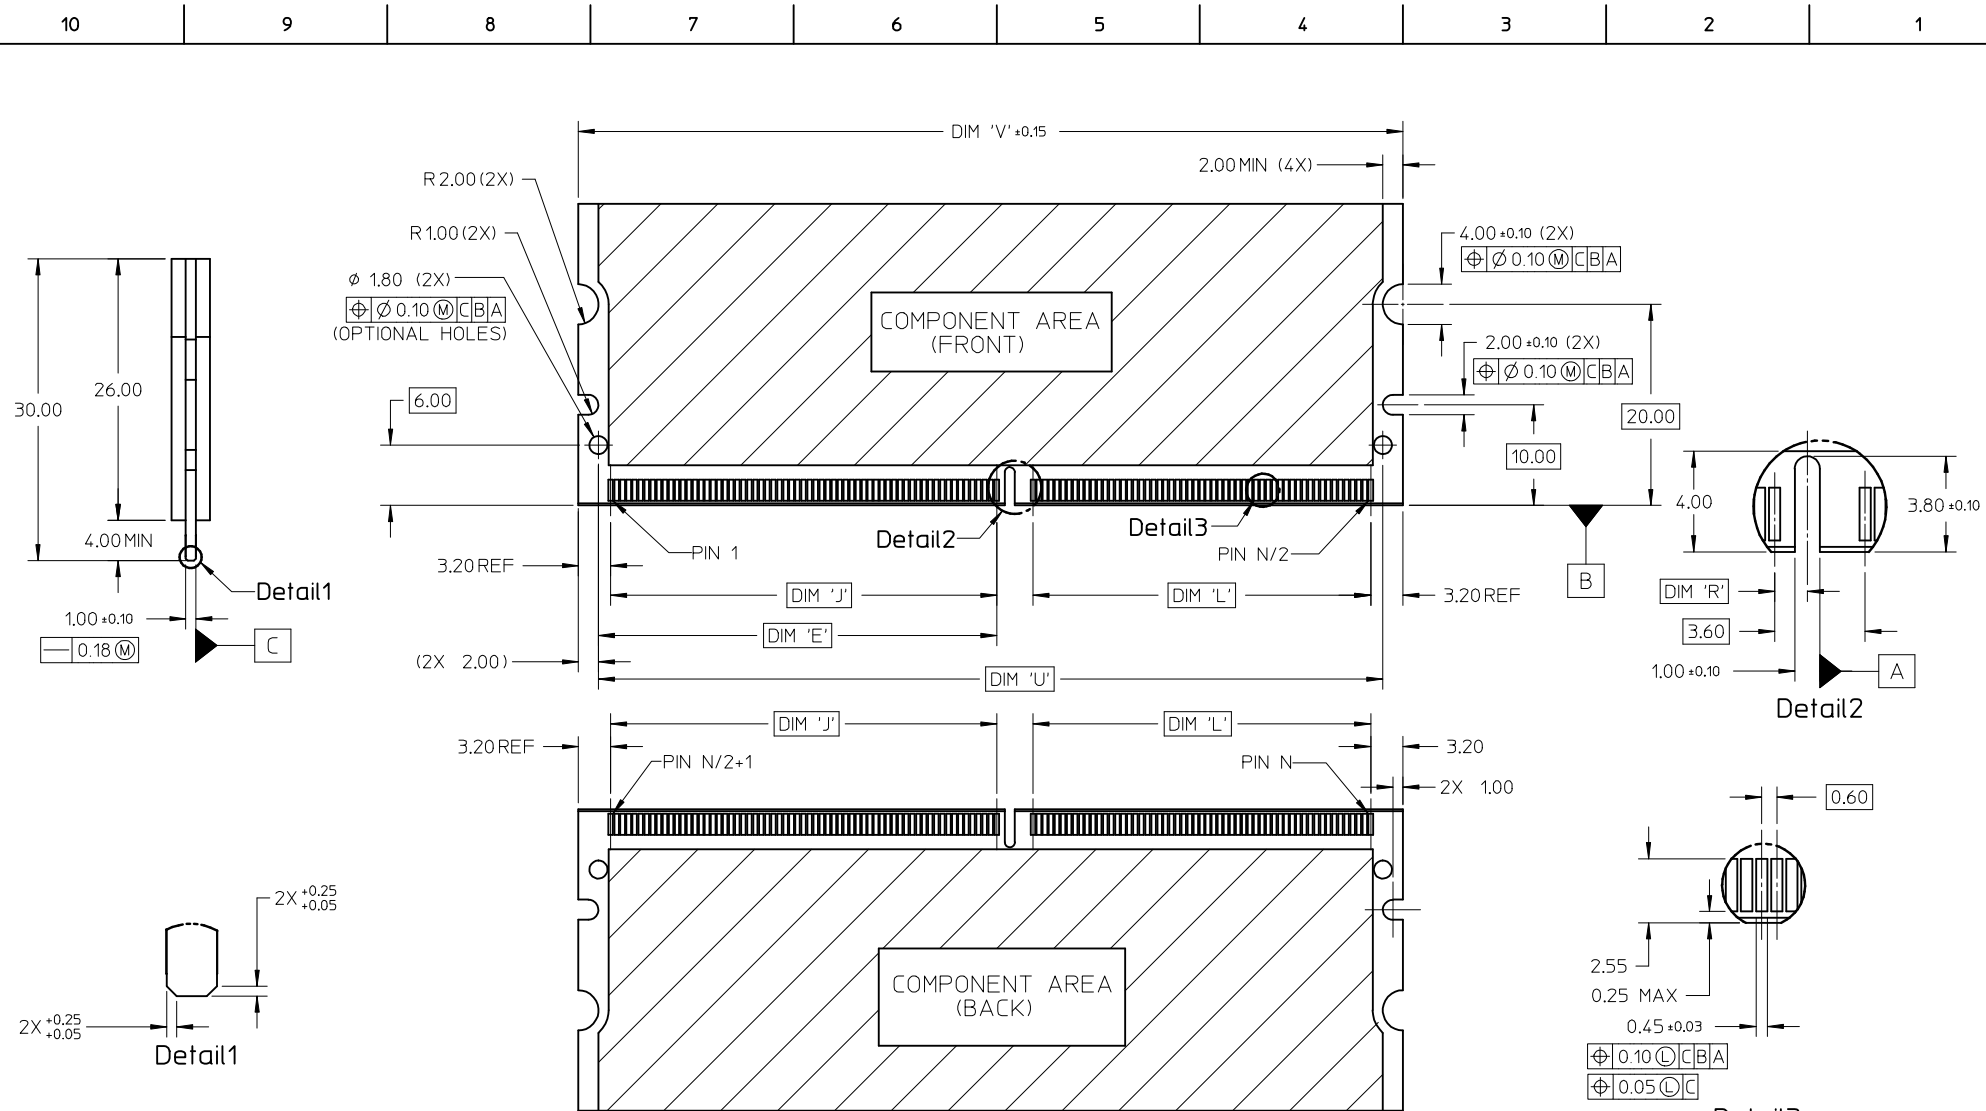 10 9 8 7 6 5 4 3 2 1
DIM 'V' ±0.15
2.00 MIN (4X)
R 2.00 (2X)
R 1.00 (2X)
4.00 ±0.10 (2X)
⌖ Ø 0.10 Ⓜ C B A
ø 1.80 (2X)
⌖ Ø 0.10 Ⓜ C B A
(OPTIONAL HOLES)
COMPONENT AREA
(FRONT)
2.00 ±0.10 (2X)
⌖ Ø 0.10 Ⓜ C B A
30.00
26.00
6.00
20.00
10.00
4.00
3.80 ±0.10
4.00 MIN
Detail1
PIN 1
Detail2
Detail3
PIN N/2
3.20 REF
DIM 'J'
DIM 'L'
3.20 REF
B
DIM 'R'
1.00 ±0.10
— 0.18 Ⓜ
C
DIM 'E'
3.60
(2X 2.00)
DIM 'U'
1.00 ±0.10
A
Detail2
DIM 'J'
DIM 'L'
3.20 REF
PIN N/2+1
PIN N
3.20
2X 1.00
0.60
2X +0.25
+0.05
2X +0.25
+0.05
Detail1
COMPONENT AREA
(BACK)
2.55
0.25 MAX
0.45 ±0.03
⌖ 0.10 Ⓛ C B A
⌖ 0.05 Ⓛ C